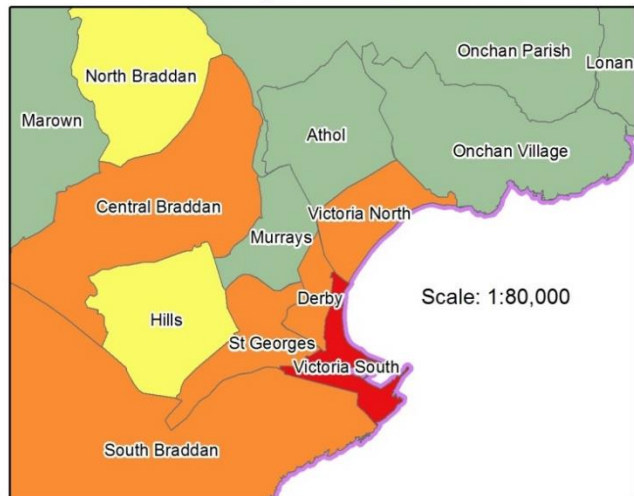 Onchan Parish
Lonan
North Braddan
Marown
Athol
Onchan Village
Central Braddan
Victoria North
Murrays
Derby
Scale: 1:80,000
Hills
St Georges
Victoria South
South Braddan